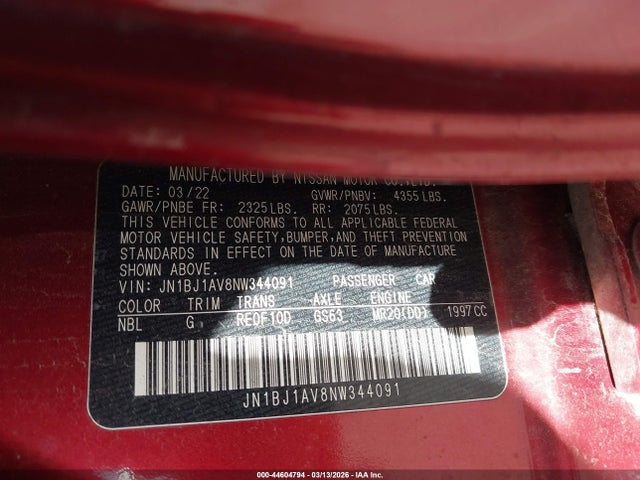 MANUFACTURED BY NISSAN MOTOR CO.,LTD.
DATE: 03/22 GVWR/PNBV: 4355 LBS.
GAWR/PNBE FR: 2325 LBS. RR: 2075 LBS.
THIS VEHICLE CONFORMS TO ALL APPLICABLE FEDERAL
MOTOR VEHICLE SAFETY, BUMPER, AND THEFT PREVENTION
STANDARDS IN EFFECT ON THE DATE OF MANUFACTURE
SHOWN ABOVE.
VIN: JN1BJ1AV8NW344091 PASSENGER CAR
COLOR TRIM TRANS AXLE ENGINE
NBL G RE0F10D GS63 MR20(DD) 1997 CC
JN1BJ1AV8NW344091
000-44604794 - 03/13/2026 - IAA Corp.